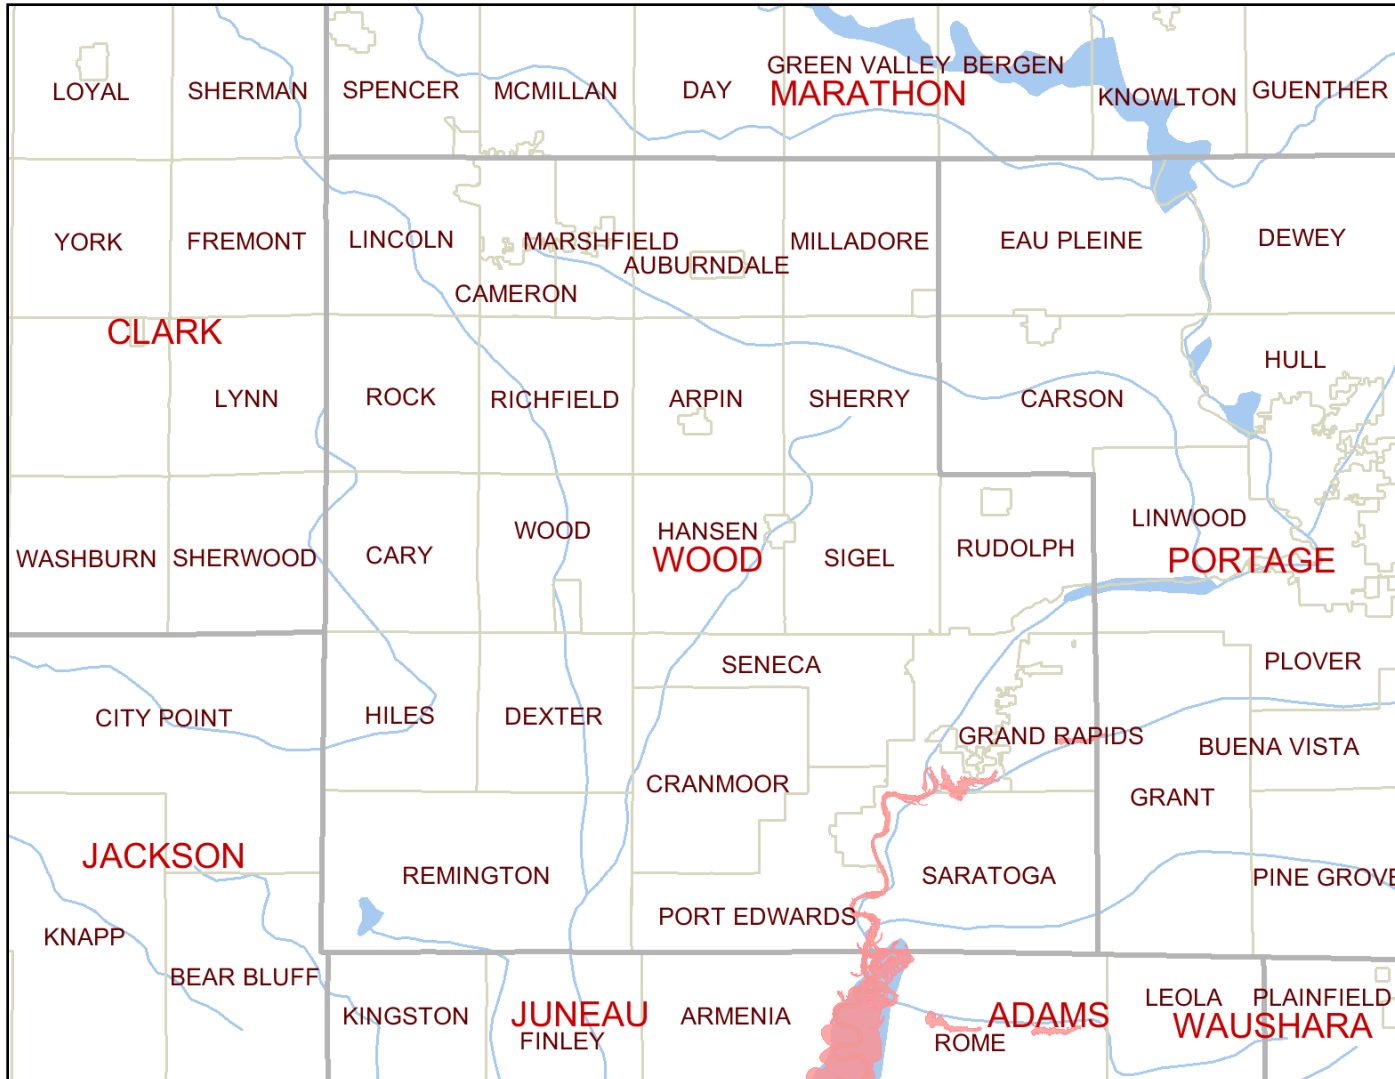 GREEN VALLEY BERGEN
LOYAL SHERMAN SPENCER MCMILLAN DAY MARATHON KNOWLTON GUENTHER
YORK FREMONT LINCOLN MARSHFIELD MILLADORE EAU PLEINE DEWEY
AUBURNDALE
CAMERON
CLARK
HULL
LYNN ROCK RICHFIELD ARPIN SHERRY CARSON
LINWOOD
WOOD HANSEN
WASHBURN SHERWOOD CARY WOOD SIGEL RUDOLPH PORTAGE
SENECA PLOVER
CITY POINT HILES DEXTER
GRAND RAPIDS BUENA VISTA
CRANMOOR GRANT
JACKSON
REMINGTON SARATOGA PINE GROVE
KNAPP PORT EDWARDS
BEAR BLUFF
LEOLA PLAINFIELD
KINGSTON JUNEAU ARMENIA ADAMS WAUSHARA
FINLEY ROME